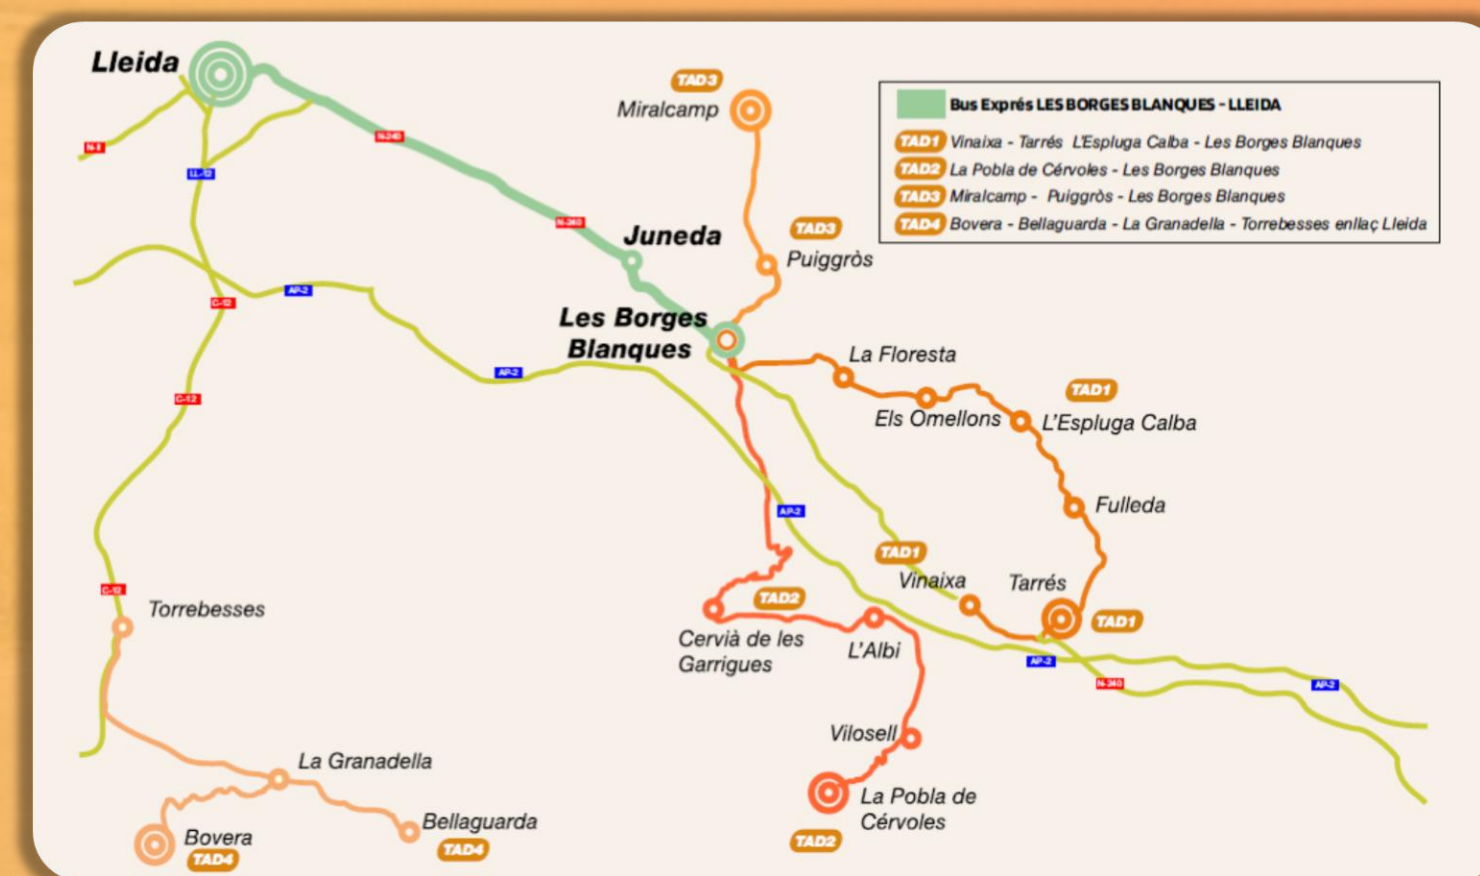 Lleida
TAD3
Miralcamp
Bus Exprés LES BORGES BLANQUES - LLEIDA
TAD1 Vinaixa - Tarrés L'Espluga Calba - Les Borges Blanques
TAD2 La Pobla de Cérvoles - Les Borges Blanques
TAD3 Miralcamp - Puiggròs - Les Borges Blanques
TAD4 Bovera - Bellaguarda - La Granadella - Torrebesses enllaç Lleida
N-240
LL-12
N-240
Juneda
TAD3
Puiggròs
AP-2
C-12
Les Borges
Blanques
La Floresta
AP-2
C-12
TAD1
Els Omellons
L'Espluga Calba
AP-2
Fulleda
TAD1
Vinaixa
Tarrés
C-12
Torrebesses
TAD2
TAD1
Cervià de les
Garrigues
L'Albi
AP-2
N-240
AP-2
Vilosell
La Granadella
La Pobla de
Cérvoles
TAD2
Bellaguarda
TAD4
Bovera
TAD4